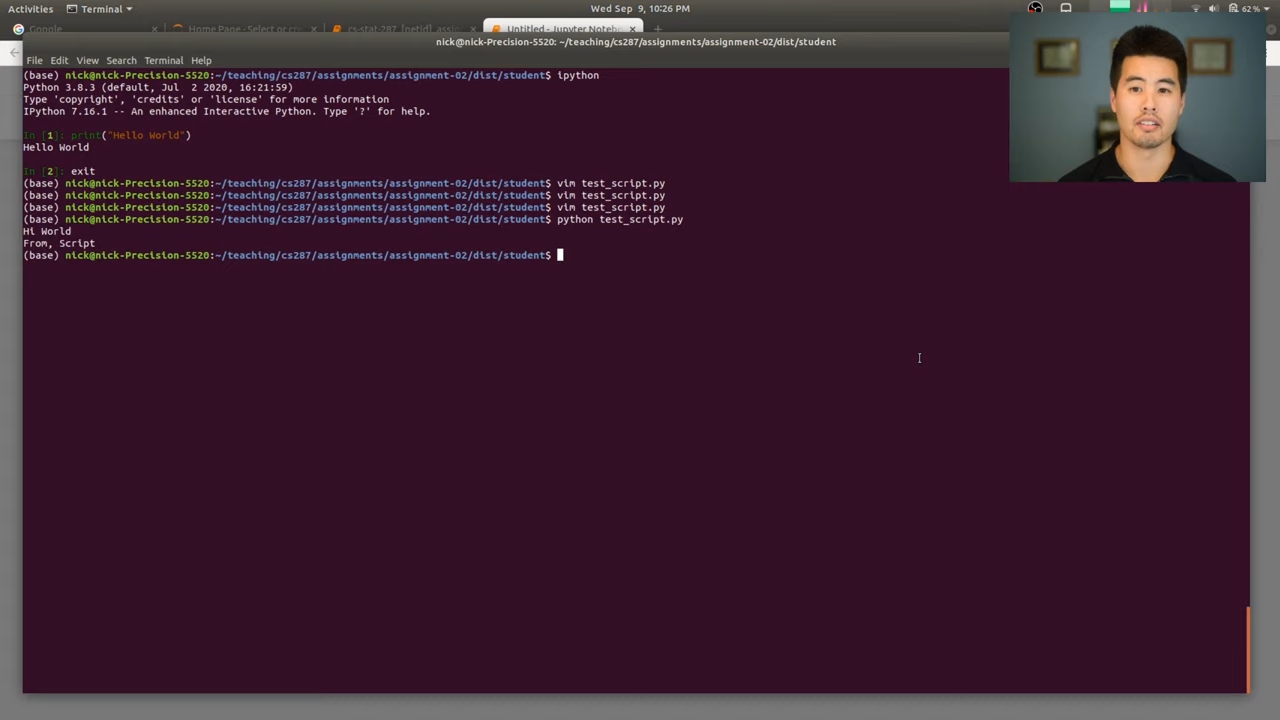 Activities Terminal Wed Sep 9, 10:26 PM 62%
Google Home Page - Select or cr cs-stat-287_[netid]_assi Untitled - Jupyter Noteb
nick@nick-Precision-5520: ~/teaching/cs287/assignments/assignment-02/dist/student
File Edit View Search Terminal Help
(base) nick@nick-Precision-5520:~/teaching/cs287/assignments/assignment-02/dist/student$ ipython
Python 3.8.3 (default, Jul  2 2020, 16:21:59)
Type 'copyright', 'credits' or 'license' for more information
IPython 7.16.1 -- An enhanced Interactive Python. Type '?' for help.
In [1]: print("Hello World")
Hello World
In [2]: exit
(base) nick@nick-Precision-5520:~/teaching/cs287/assignments/assignment-02/dist/student$ vim test_script.py
(base) nick@nick-Precision-5520:~/teaching/cs287/assignments/assignment-02/dist/student$ vim test_script.py
(base) nick@nick-Precision-5520:~/teaching/cs287/assignments/assignment-02/dist/student$ vim test_script.py
(base) nick@nick-Precision-5520:~/teaching/cs287/assignments/assignment-02/dist/student$ python test_script.py
Hi World
From, Script
(base) nick@nick-Precision-5520:~/teaching/cs287/assignments/assignment-02/dist/student$